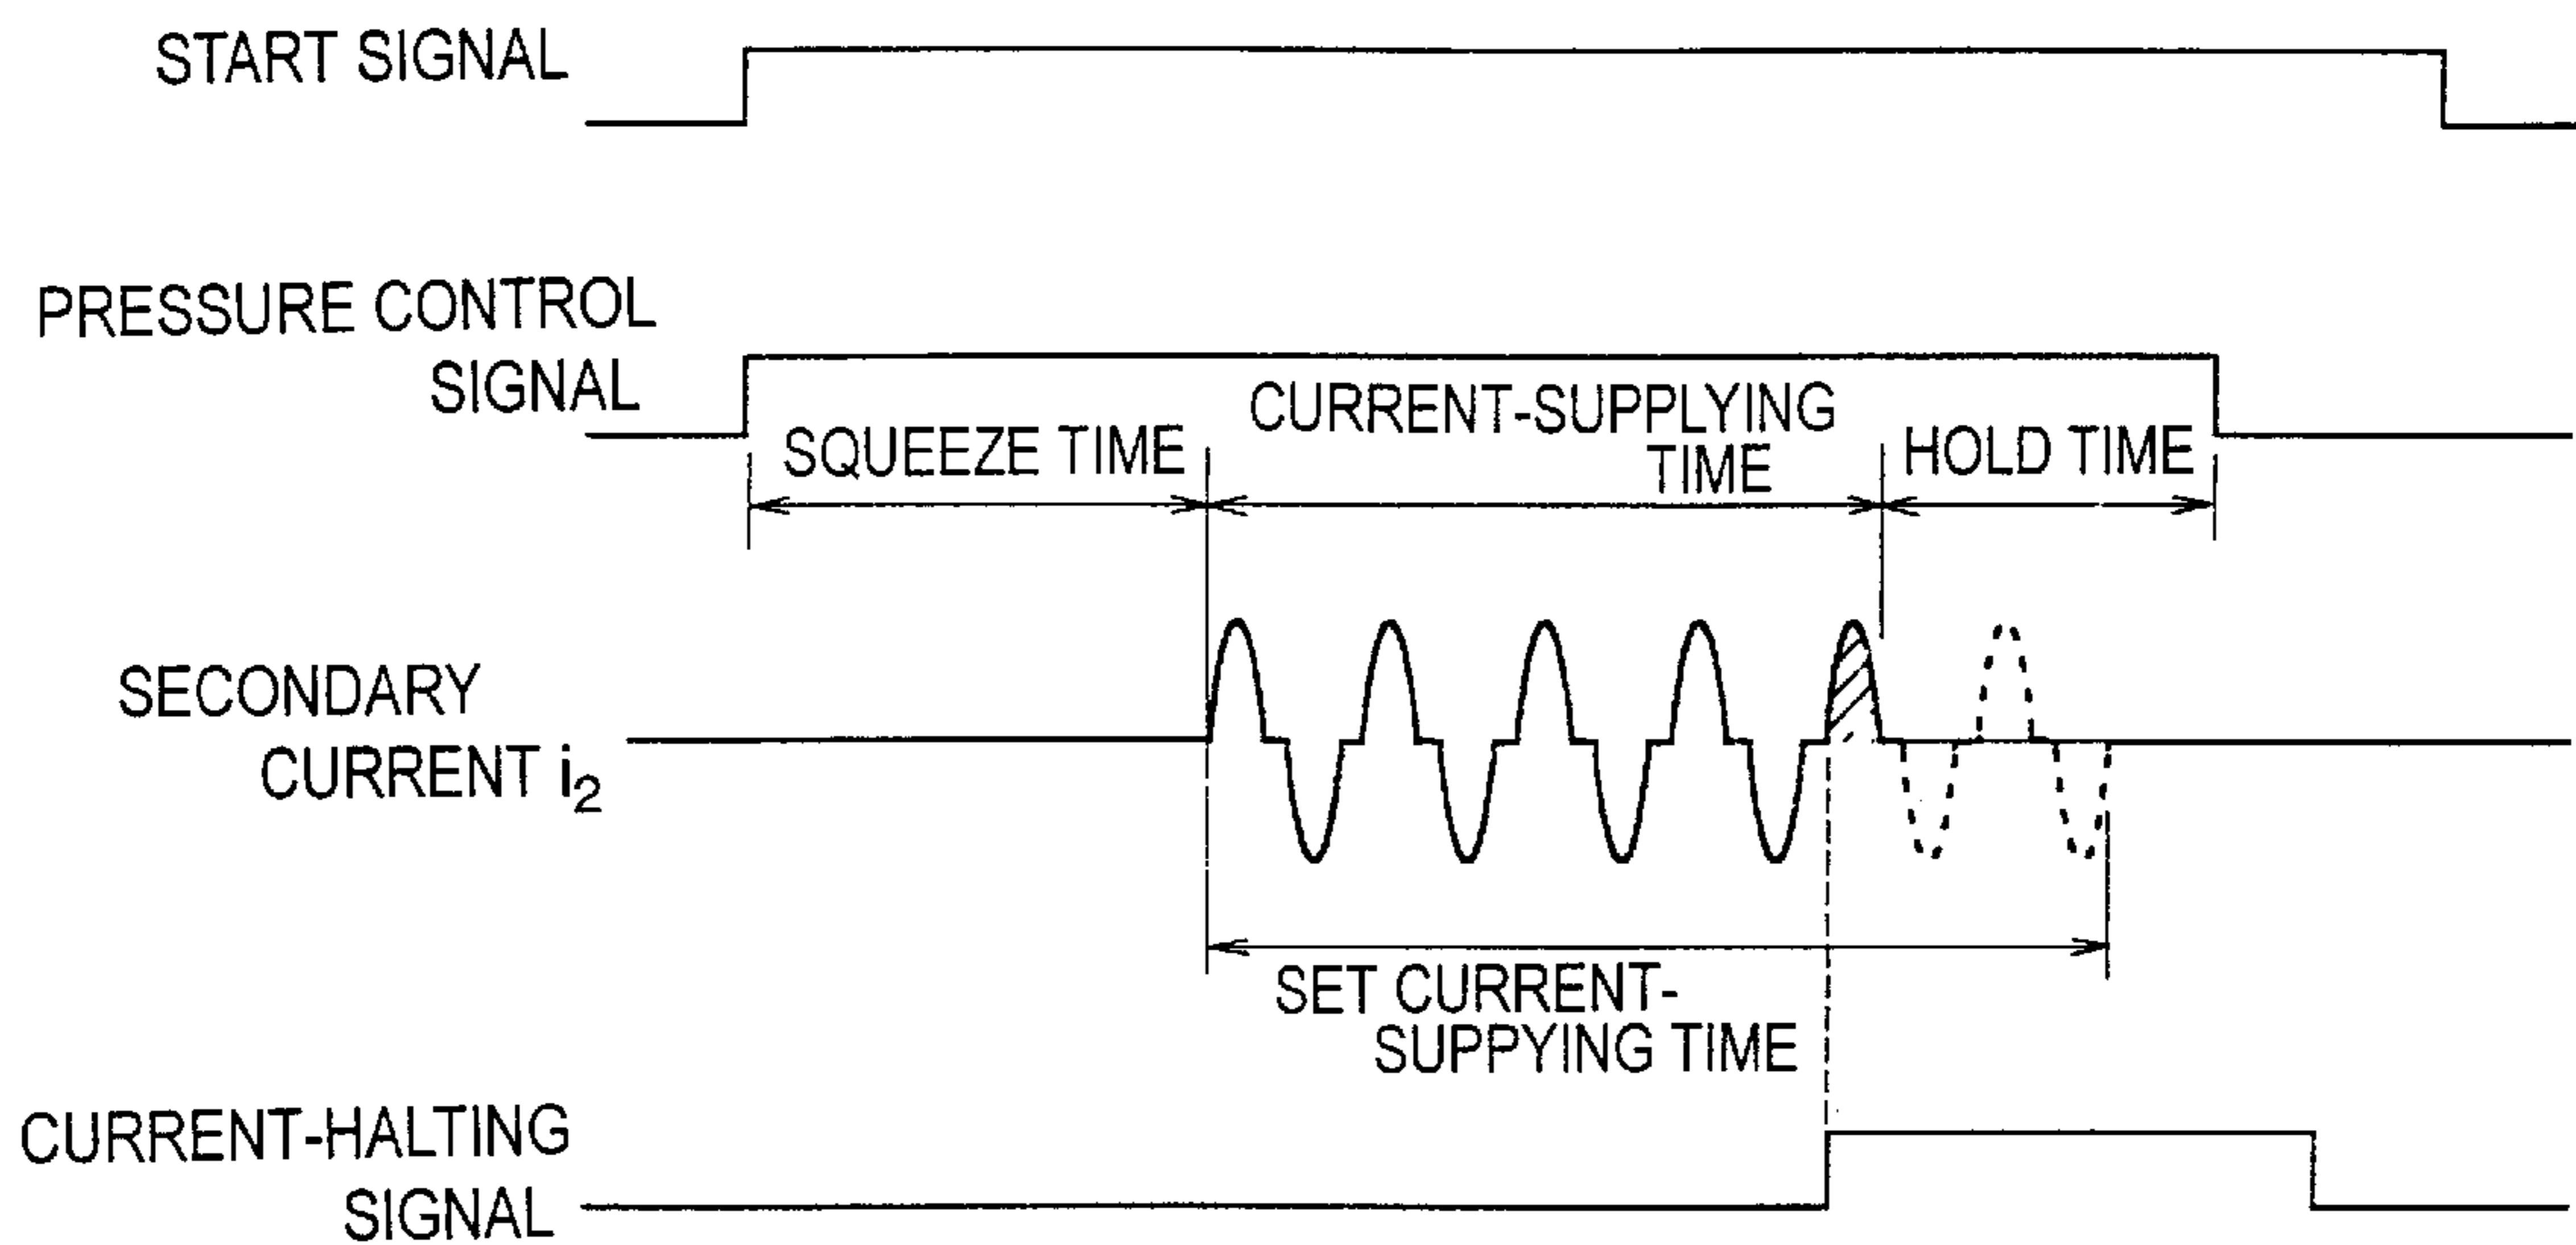 START SIGNAL
PRESSURE CONTROL
SIGNAL
SQUEEZE TIME
CURRENT-SUPPLYING
TIME
HOLD TIME
SECONDARY
CURRENT i₂
SET CURRENT-
SUPPYING TIME
CURRENT-HALTING
SIGNAL